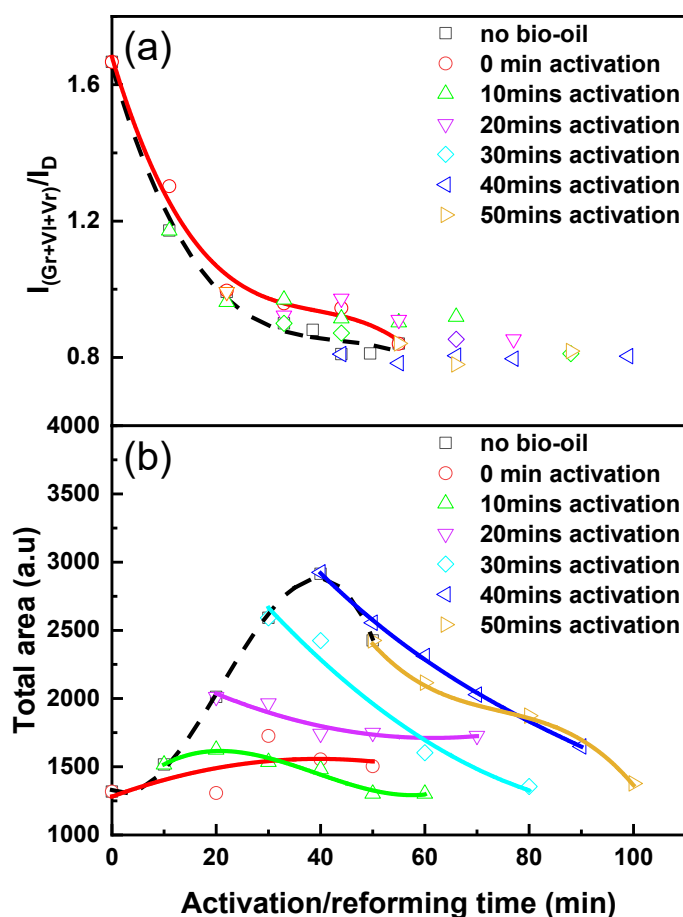 (a)
no bio-oil
0 min activation
10mins activation
20mins activation
30mins activation
40mins activation
50mins activation
1.6
1.2
0.8
I(Gr+Vl+Vr)/ID
4000
(b)
no bio-oil
0 min activation
10mins activation
20mins activation
30mins activation
40mins activation
50mins activation
3500
3000
2500
2000
1500
1000
Total area (a.u)
0 20 40 60 80 100
Activation/reforming time (min)